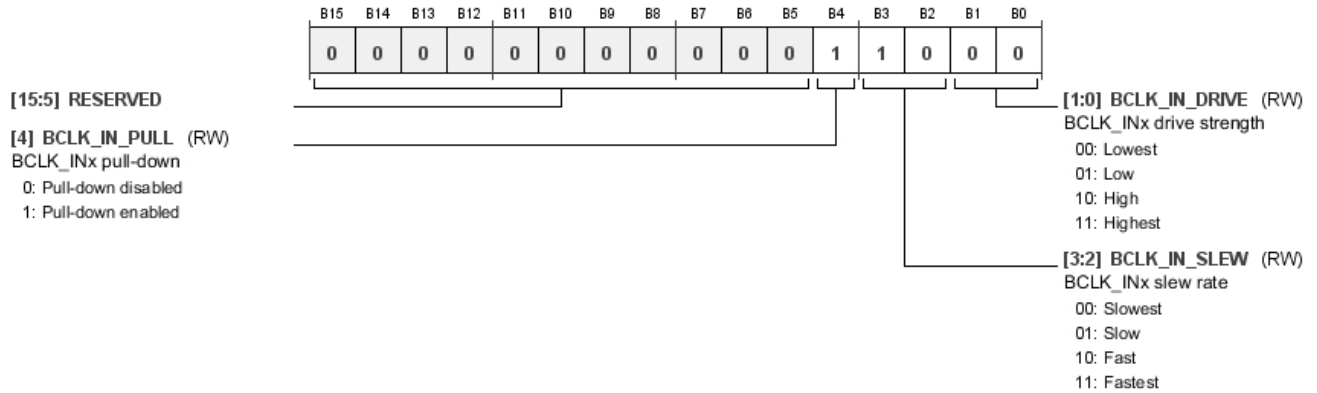 B15 B14 B13 B12 B11 B10 B9 B8 B7 B6 B5 B4 B3 B2 B1 B0
0 0 0 0 0 0 0 0 0 0 0 1 1 0 0 0
[15:5] RESERVED
[4] BCLK_IN_PULL (RW)
BCLK_INx pull-down
0: Pull-down disabled
1: Pull-down enabled
[1:0] BCLK_IN_DRIVE (RW)
BCLK_INx drive strength
00: Lowest
01: Low
10: High
11: Highest
[3:2] BCLK_IN_SLEW (RW)
BCLK_INx slew rate
00: Slowest
01: Slow
10: Fast
11: Fastest